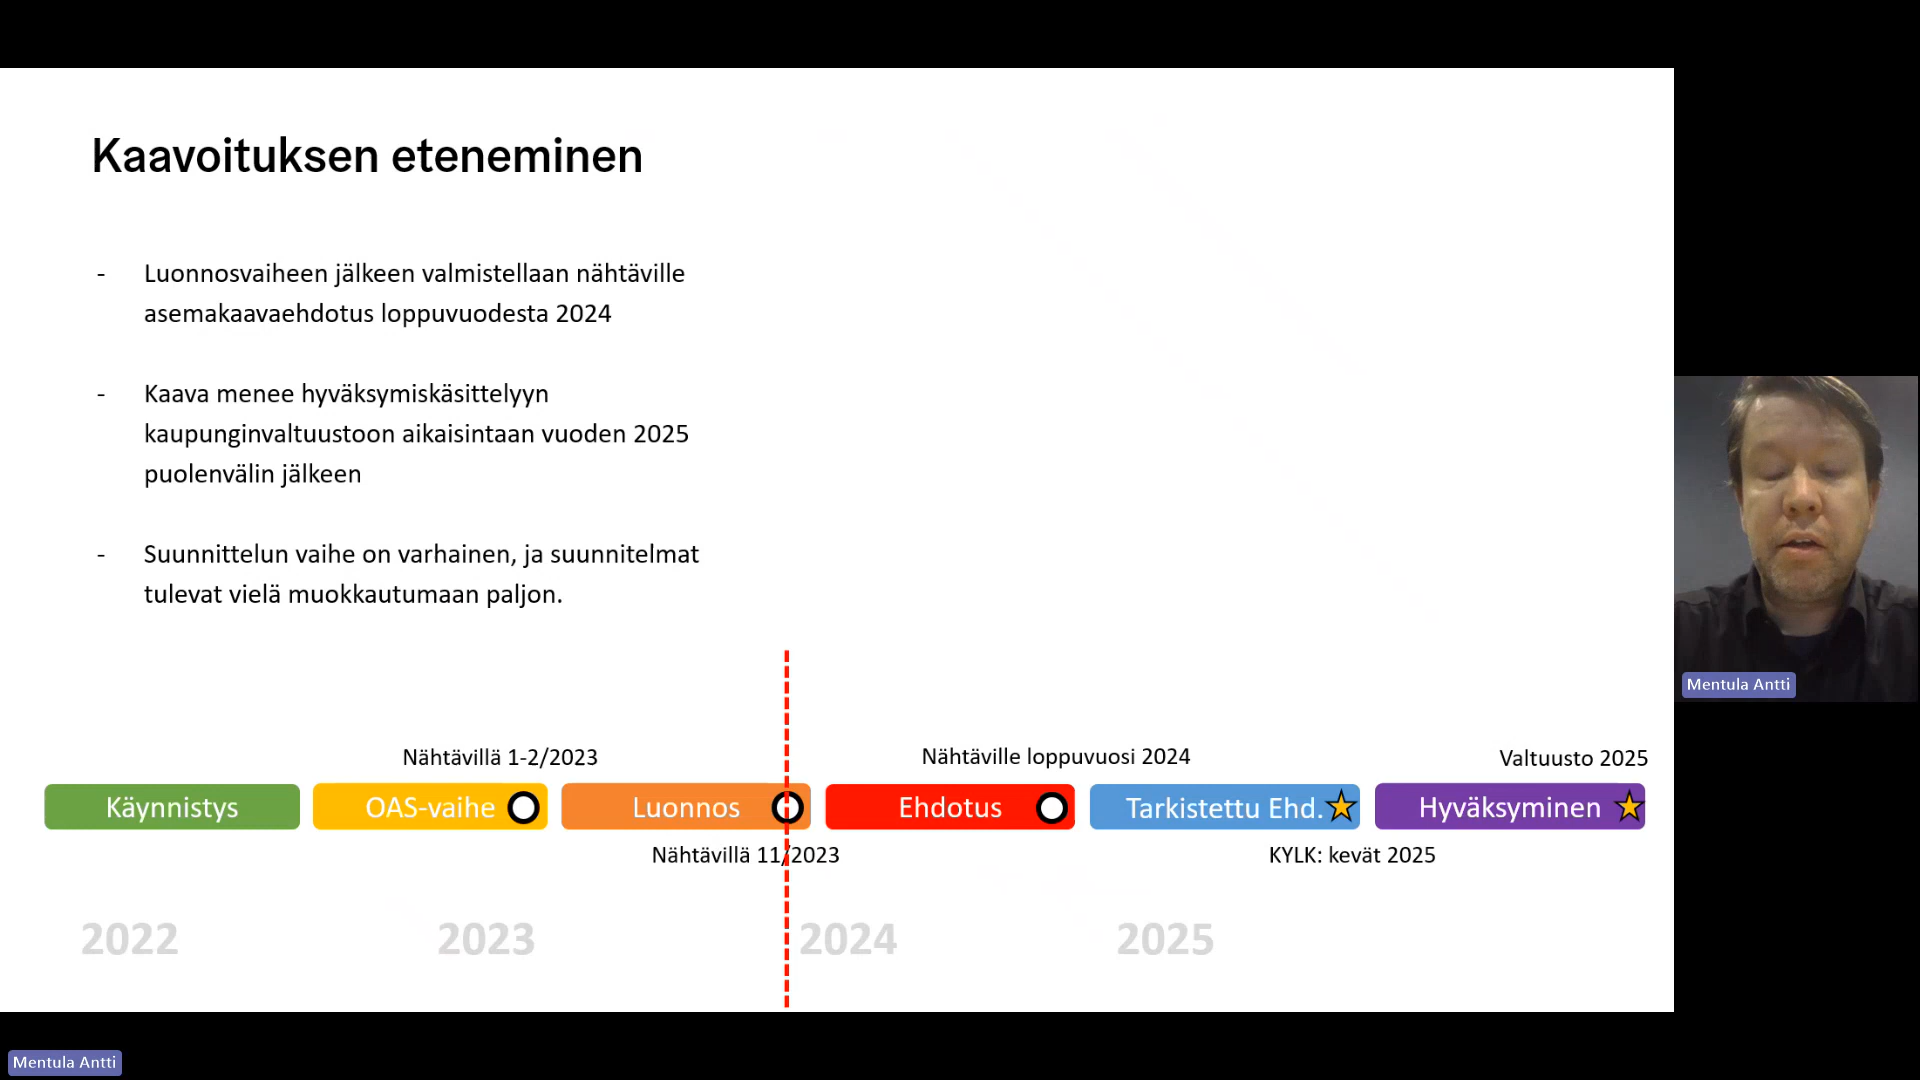 Kaavoituksen eteneminen
- Luonnosvaiheen jälkeen valmistellaan nähtäville
asemakaavaehdotus loppuvuodesta 2024
- Kaava menee hyväksymiskäsittelyyn
kaupunginvaltuustoon aikaisintaan vuoden 2025
puolenvälin jälkeen
- Suunnittelun vaihe on varhainen, ja suunnitelmat
tulevat vielä muokkautumaan paljon.
Mentula Antti
Nähtävillä 1-2/2023
Nähtäville loppuvuosi 2024
Valtuusto 2025
Käynnistys
OAS-vaihe
Luonnos
Ehdotus
Tarkistettu Ehd.
Hyväksyminen
Nähtävillä 11/2023
KYLK: kevät 2025
2022
2023
2024
2025
Mentula Antti